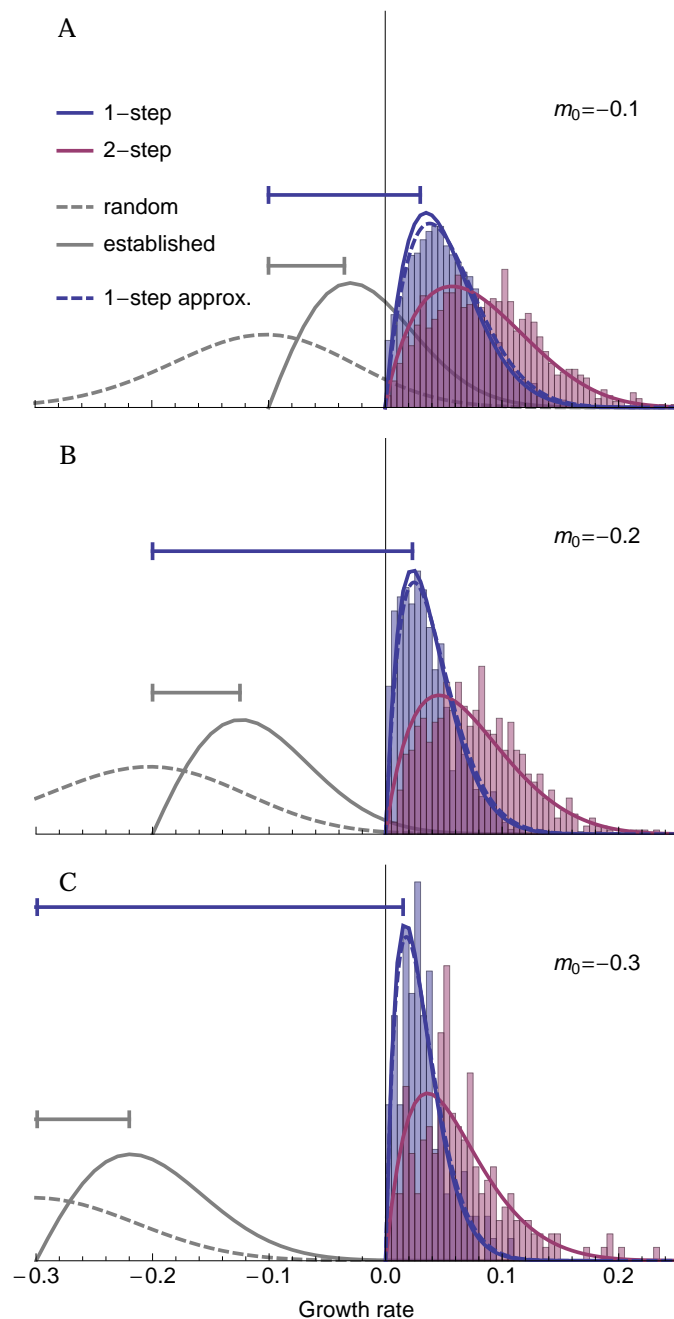 A
1−step
m0=−0.1
2−step
random
established
1−step approx.
B
m0=−0.2
C
m0=−0.3
−0.3 −0.2 −0.1 0.0 0.1 0.2
Growth rate